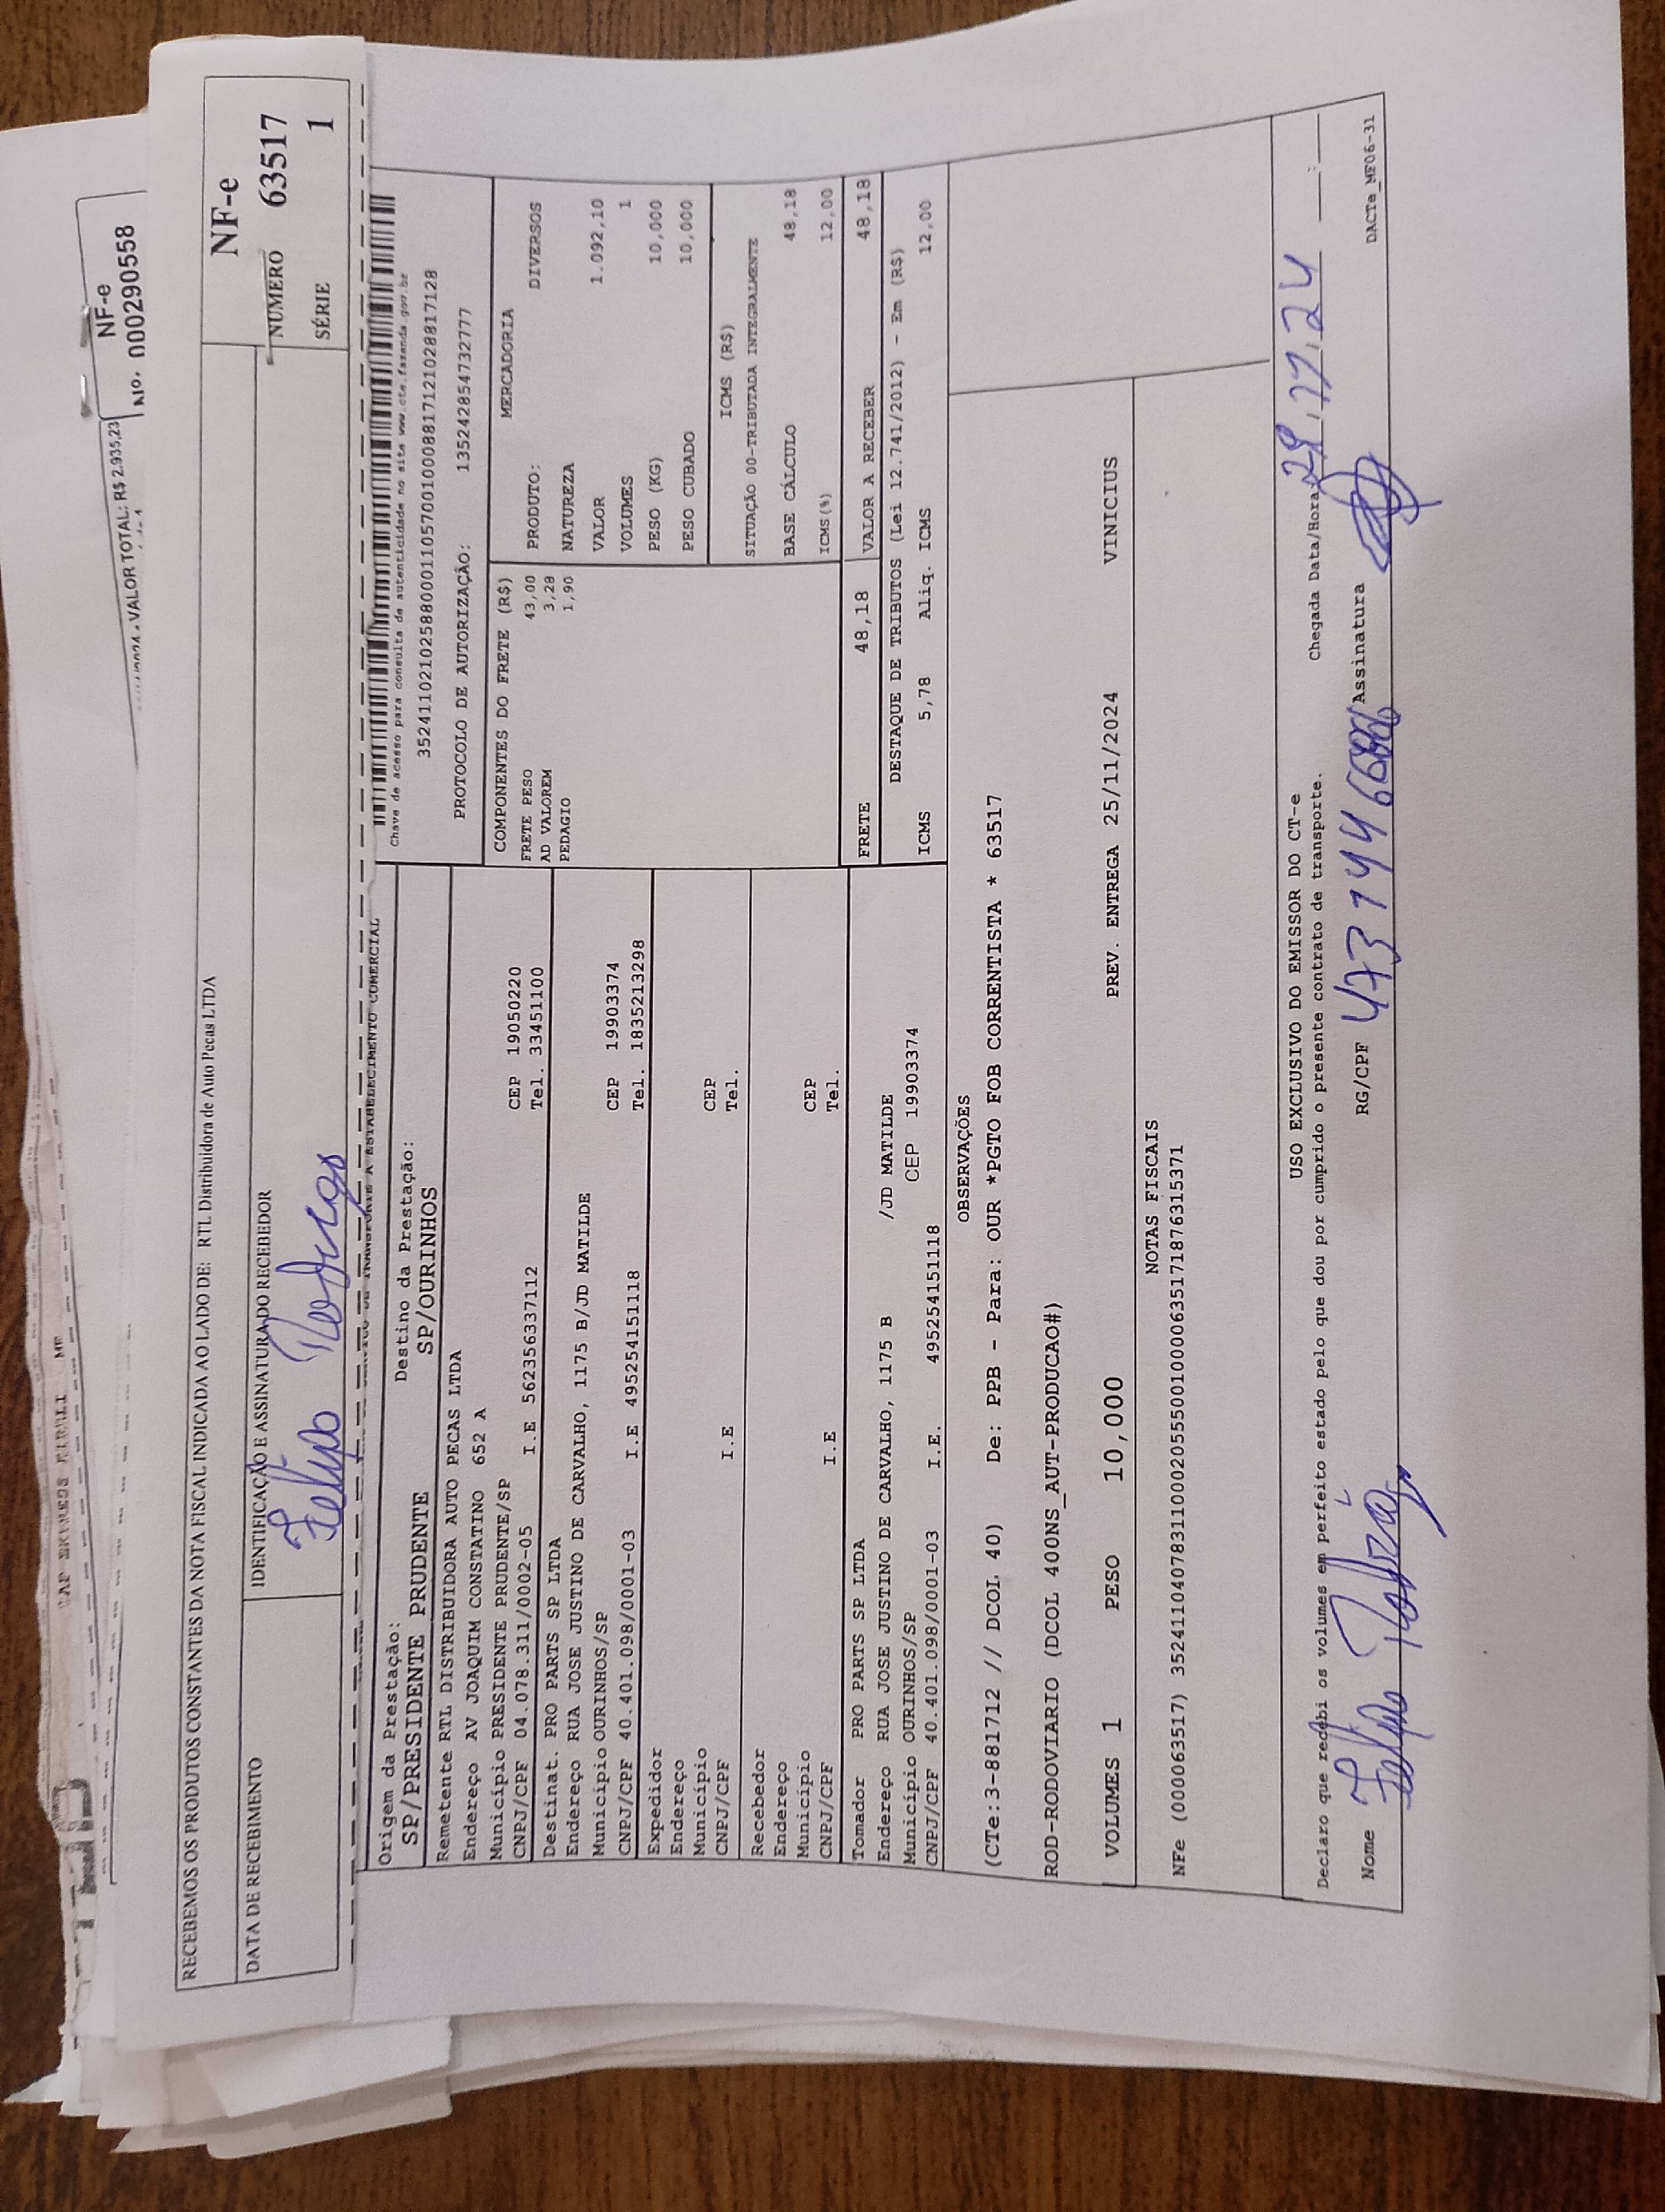 NF-e
No. 000290558
VALOR TOTAL: R$ 2.935,23
RECEBEMOS OS PRODUTOS CONSTANTES DA NOTA FISCAL INDICADA AO LADO DE: RTL Distribuidora de Auto Pecas LTDA
NF-e
NÚMERO 63517
SÉRIE 1
DATA DE RECEBIMENTO
IDENTIFICAÇÃO E ASSINATURA DO RECEBEDOR
Felipe
A ESTABELECIMENTO COMERCIAL
Chave de acesso para consulta de autenticidade no site www.cte.fazenda.gov.br
35241102102588000110570100088171210288817128
PROTOCOLO DE AUTORIZAÇÃO: 135242854732777
Origem da Prestação: Destino da Prestação:
SP/PRESIDENTE PRUDENTE SP/OURINHOS
Remetente RTL DISTRIBUIDORA AUTO PECAS LTDA
Endereço AV JOAQUIM CONSTATINO 652 A
Município PRESIDENTE PRUDENTE/SP CEP 19050220
CNPJ/CPF 04.078.311/0002-05 I.E 562356337112 Tel. 33451100
Destinat. PRO PARTS SP LTDA
Endereço RUA JOSE JUSTINO DE CARVALHO, 1175 B/JD MATILDE
Município OURINHOS/SP CEP 19903374
CNPJ/CPF 40.401.098/0001-03 I.E 495254151118 Tel. 1835213298
Expedidor
Endereço
Município CEP
CNPJ/CPF I.E Tel.
Recebedor
Endereço
Município CEP
CNPJ/CPF I.E Tel.
Tomador PRO PARTS SP LTDA
Endereço RUA JOSE JUSTINO DE CARVALHO, 1175 B /JD MATILDE
Município OURINHOS/SP CEP 19903374
CNPJ/CPF 40.401.098/0001-03 I.E. 495254151118
COMPONENTES DO FRETE (R$)
FRETE PESO 43,00
AD VALOREM 3,28
PEDAGIO 1,90
MERCADORIA
PRODUTO: DIVERSOS
NATUREZA
VALOR 1.092,10
VOLUMES 1
PESO (KG) 10,000
PESO CUBADO 10,000
ICMS (R$)
SITUAÇÃO 00-TRIBUTADA INTEGRALMENTE
BASE CÁLCULO 48,18
ICMS(%) 12,00
FRETE 48,18 VALOR A RECEBER 48,18
DESTAQUE DE TRIBUTOS (Lei 12.741/2012) - Em (R$)
ICMS 5,78 Aliq. ICMS 12,00
OBSERVAÇÕES
(CTe:3-881712 // DCOL 40) De: PPB - Para: OUR *PGTO FOB CORRENTISTA * 63517
ROD-RODOVIARIO (DCOL 400NS_AUT-PRODUCAO#)
VOLUMES 1 PESO 10,000 PREV. ENTREGA 25/11/2024 VINICIUS
NOTAS FISCAIS
NFe (000063517) 35241104078311000205550010000635171876315371
USO EXCLUSIVO DO EMISSOR DO CT-e
Declaro que recebi os volumes em perfeito estado pelo que dou por cumprido o presente contrato de transporte. Chegada Data/Hora
Nome Felipe RG/CPF Assinatura
DACTe_MF06-31